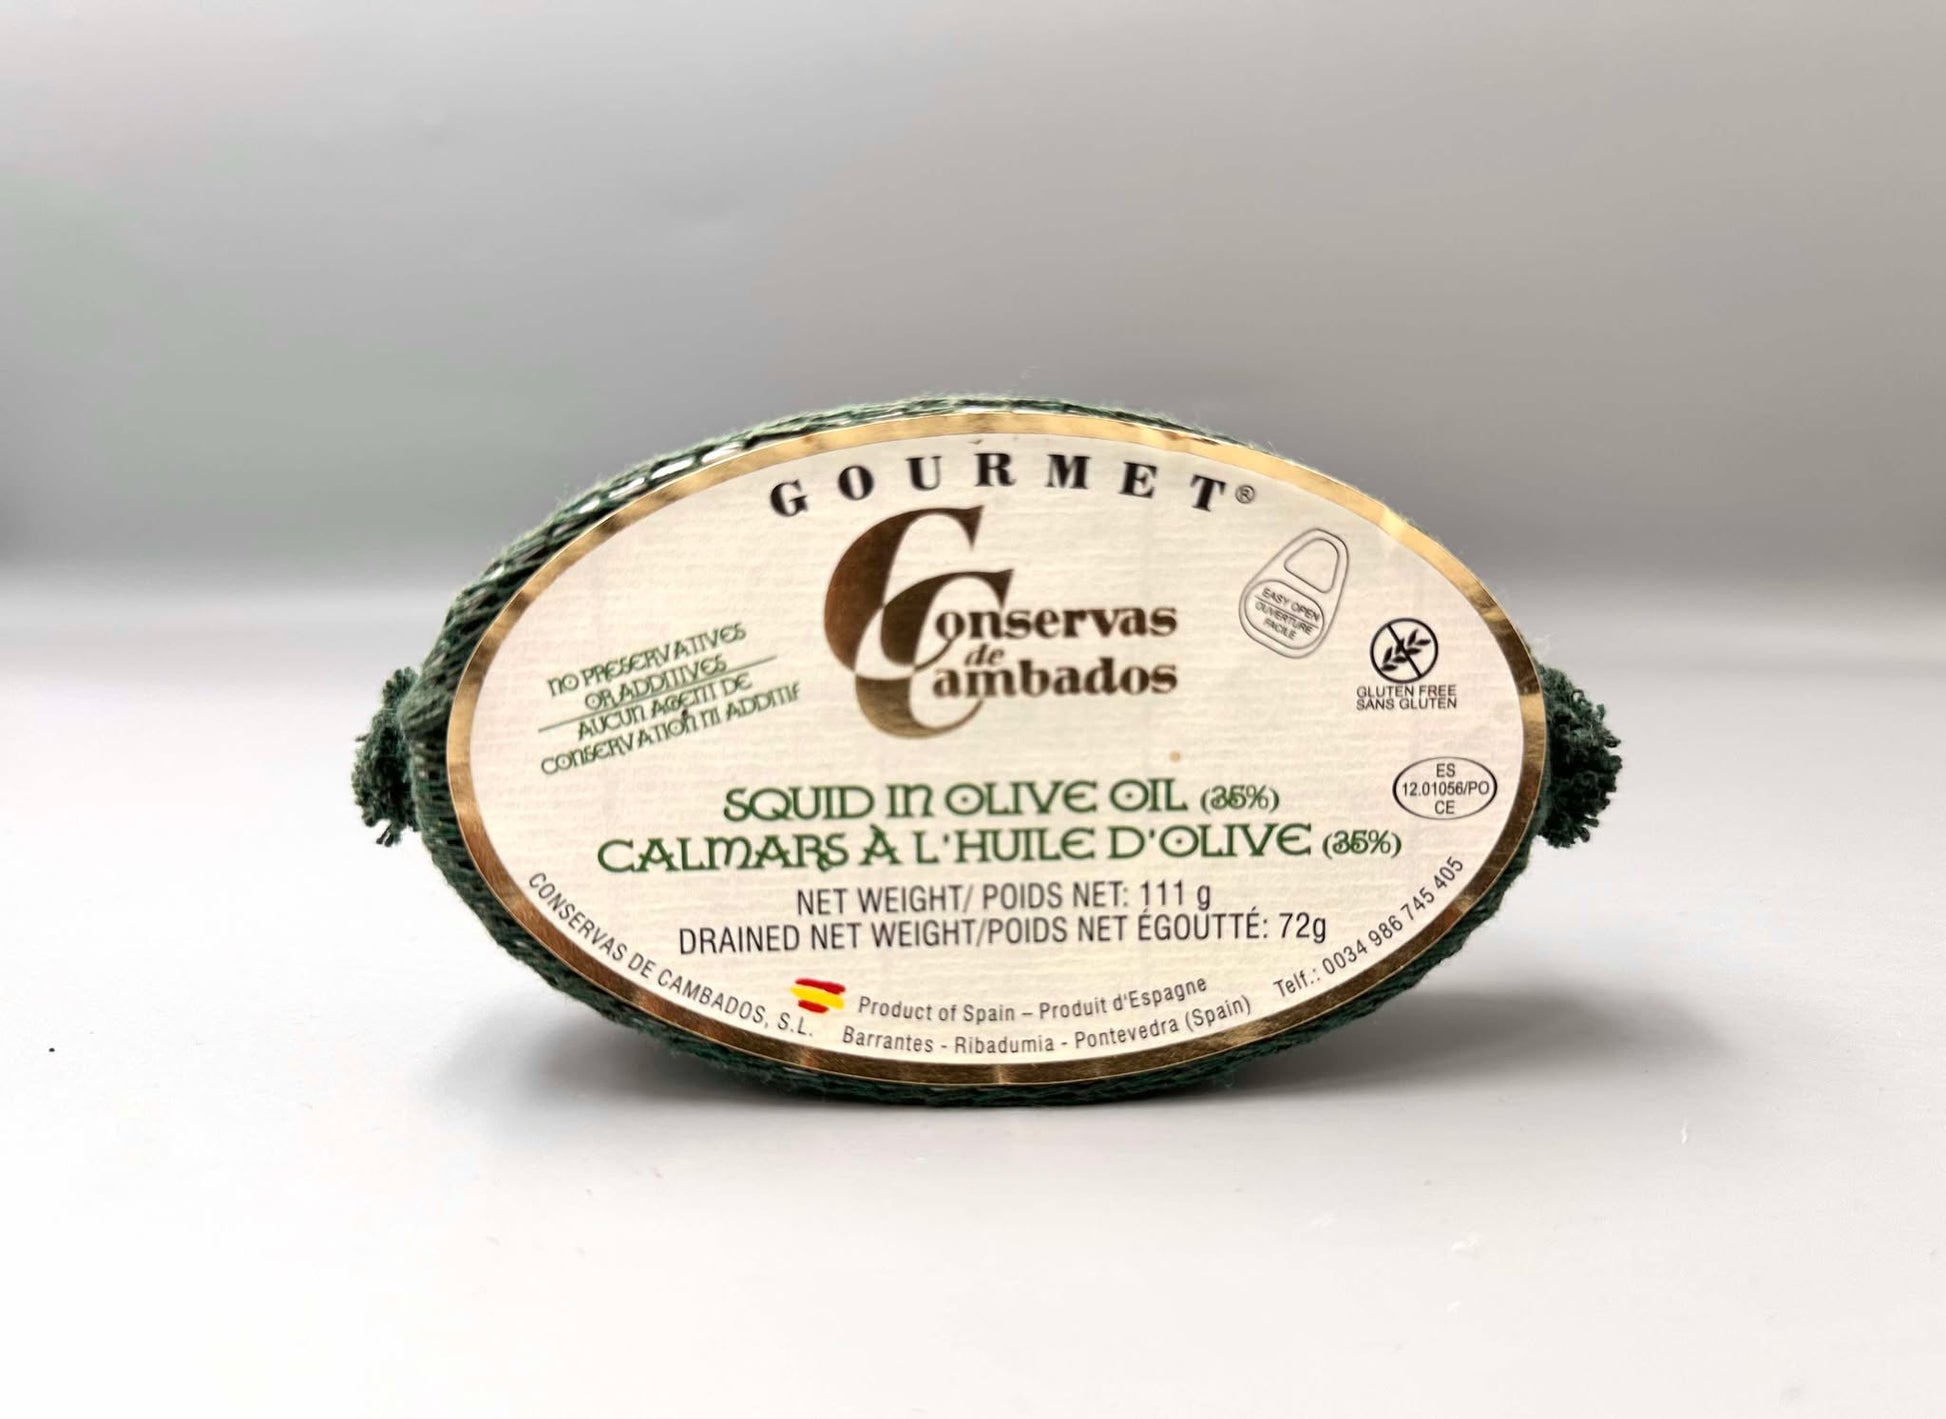 GOURMET®
Conservas
de
Cambados
EASY OPEN
OUVERTURE
FACILE
NO PRESERVATIVES
OR ADDITIVES
AUCUN AGENT DE
CONSERVATION NI ADDITIF
GLUTEN FREE
SANS GLUTEN
ES
12.01056/PO
CE
SQUID IN OLIVE OIL (35%)
CALMARS À L'HUILE D'OLIVE (35%)
NET WEIGHT/ POIDS NET: 111 g
DRAINED NET WEIGHT/POIDS NET ÉGOUTTÉ: 72g
Product of Spain – Produit d'Espagne
CONSERVAS DE CAMBADOS, S.L. Barrantes - Ribadumia - Pontevedra (Spain) Telf.: 0034 986 745 405